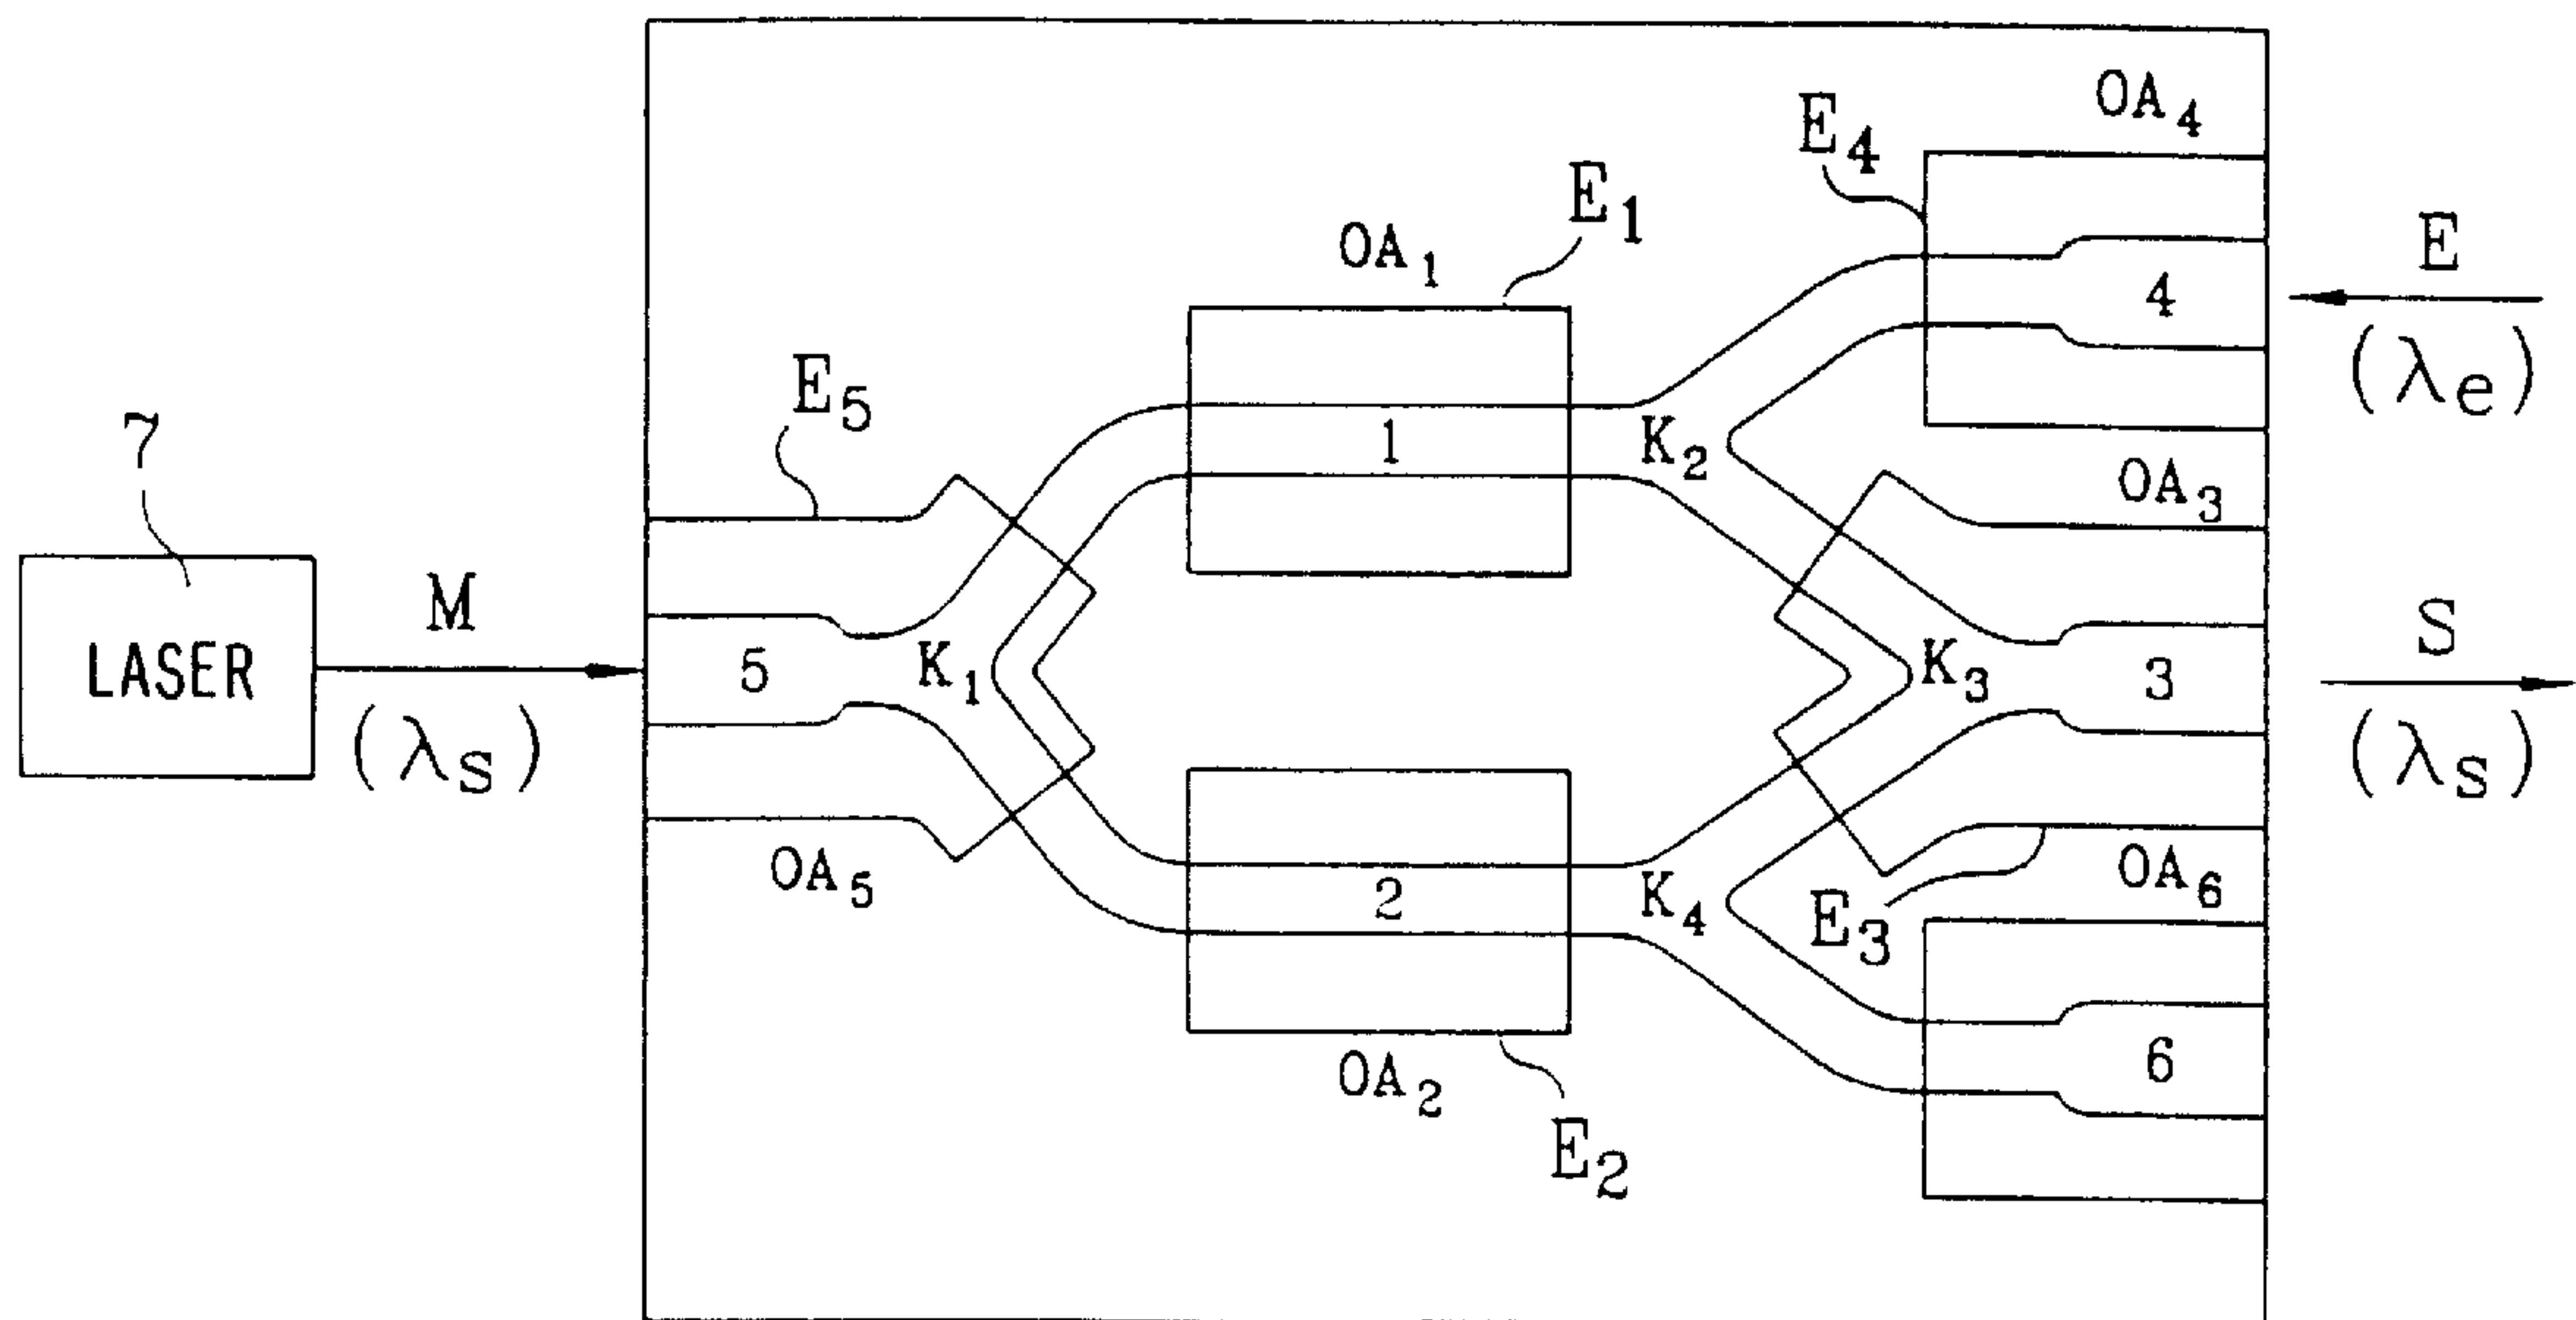 OA4
E4
E1
OA1
E
4
(λe)
E5
7
1
K2
OA3
M
LASER
5
K1
K3
3
S
(λs)
(λs)
OA5
2
K4
E3
OA6
OA2
E2
6